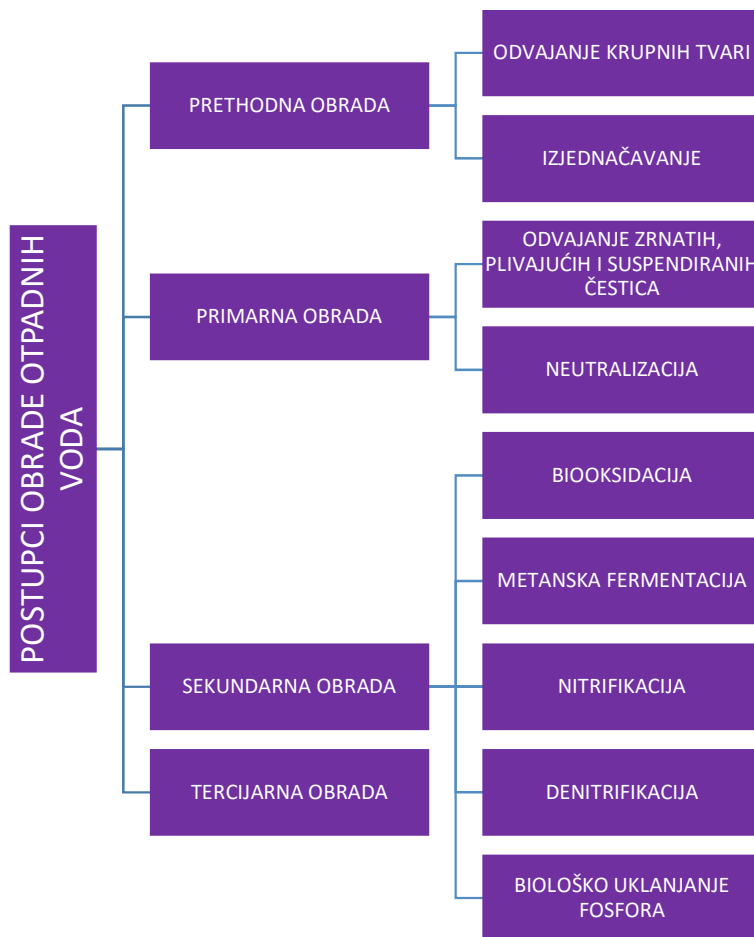 POSTUPCI OBRADE OTPADNIH
VODA
PRETHODNA OBRADA
ODVAJANJE KRUPNIH TVARI
IZJEDNAČAVANJE
PRIMARNA OBRADA
ODVAJANJE ZRNATIH,
PLIVAJUĆIH I SUSPENDIRANIH
ČESTICA
NEUTRALIZACIJA
SEKUNDARNA OBRADA
BIOOKSIDACIJA
METANSKA FERMENTACIJA
NITRIFIKACIJA
DENITRIFIKACIJA
BIOLOŠKO UKLANJANJE
FOSFORA
TERCIJARNA OBRADA